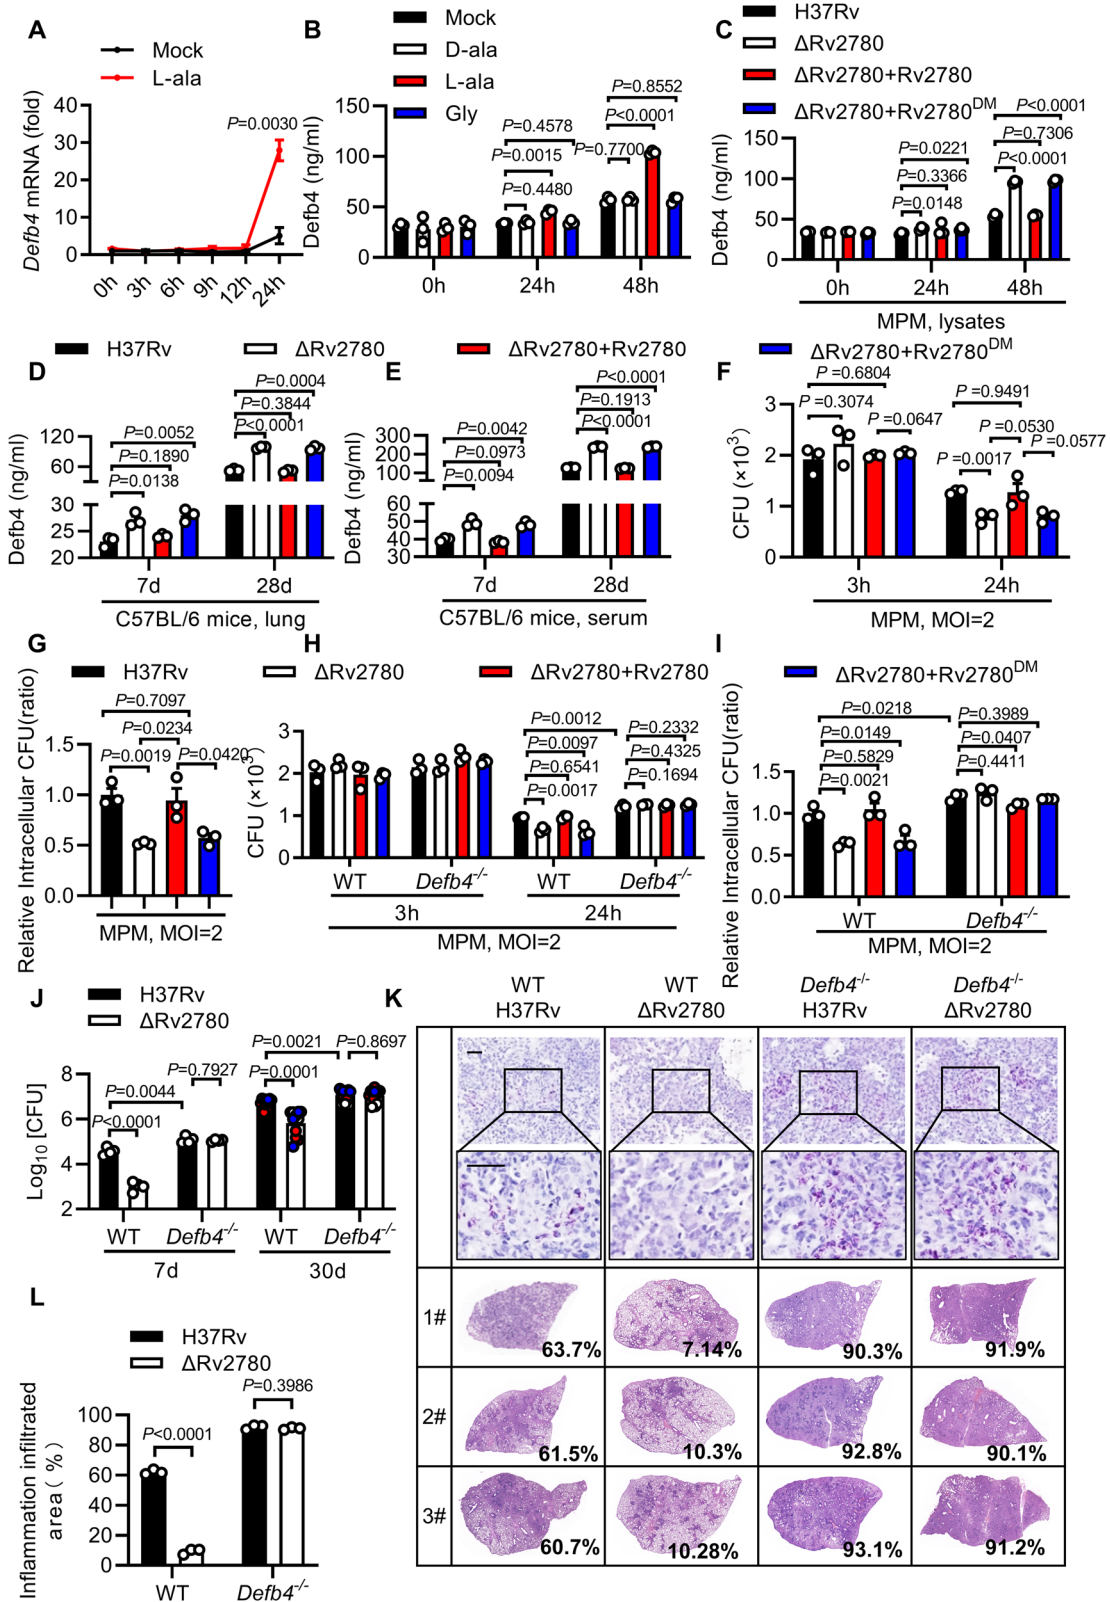 A
Mock
L-ala
Defb4 mRNA (fold)
40
30
20
10
0
P=0.0030
0h
3h
6h
9h
12h
24h
B
Mock
D-ala
L-ala
Gly
Defb4 (ng/ml)
150
100
50
0
P=0.8552
P<0.0001
P=0.7700
P=0.4578
P=0.0015
P=0.4480
0h
24h
48h
C
H37Rv
ΔRv2780
ΔRv2780+Rv2780
ΔRv2780+Rv2780DM
Defb4 (ng/ml)
150
100
50
0
P<0.0001
P=0.7306
P<0.0001
P=0.0221
P=0.3366
P=0.0148
0h
24h
48h
MPM, lysates
H37Rv
ΔRv2780
ΔRv2780+Rv2780
ΔRv2780+Rv2780DM
D
Defb4 (ng/ml)
120
60
30
25
20
P=0.0004
P=0.3844
P<0.0001
P=0.0052
P=0.1890
P=0.0138
7d
28d
C57BL/6 mice, lung
E
Defb4 (ng/ml)
300
200
100
60
50
40
30
P<0.0001
P=0.1913
P<0.0001
P=0.0042
P=0.0973
P=0.0094
7d
28d
C57BL/6 mice, serum
F
CFU (×10³)
3
2
1
0
P =0.6804
P =0.3074
P =0.0647
P =0.9491
P =0.0530
P =0.0577
P =0.0017
3h
24h
MPM, MOI=2
G
H37Rv
ΔRv2780
ΔRv2780+Rv2780
ΔRv2780+Rv2780DM
Relative Intracellular CFU(ratio)
1.5
1.0
0.5
0.0
P=0.7097
P=0.0234
P=0.0019
P=0.0420
MPM, MOI=2
H
CFU (×10³)
3
2
1
0
P=0.0012
P=0.0097
P=0.6541
P=0.0017
P=0.2332
P=0.4325
P=0.1694
WT
Defb4-/-
WT
Defb4-/-
3h
24h
MPM, MOI=2
I
Relative Intracellular CFU(ratio)
1.5
1.0
0.5
0.0
P=0.0218
P=0.0149
P=0.5829
P=0.0021
P=0.3989
P=0.0407
P=0.4411
WT
Defb4-/-
MPM, MOI=2
J
H37Rv
ΔRv2780
Log10 [CFU]
8
6
4
2
P=0.0044
P<0.0001
P=0.7927
P=0.0021
P=0.0001
P=0.8697
WT
Defb4-/-
WT
Defb4-/-
7d
30d
K
WT
H37Rv
WT
ΔRv2780
Defb4-/-
H37Rv
Defb4-/-
ΔRv2780
1#
63.7%
7.14%
90.3%
91.9%
2#
61.5%
10.3%
92.8%
90.1%
3#
60.7%
10.28%
93.1%
91.2%
L
H37Rv
ΔRv2780
Inflammation infiltrated
area( %)
100
80
60
40
20
0
P<0.0001
P=0.3986
WT
Defb4-/-